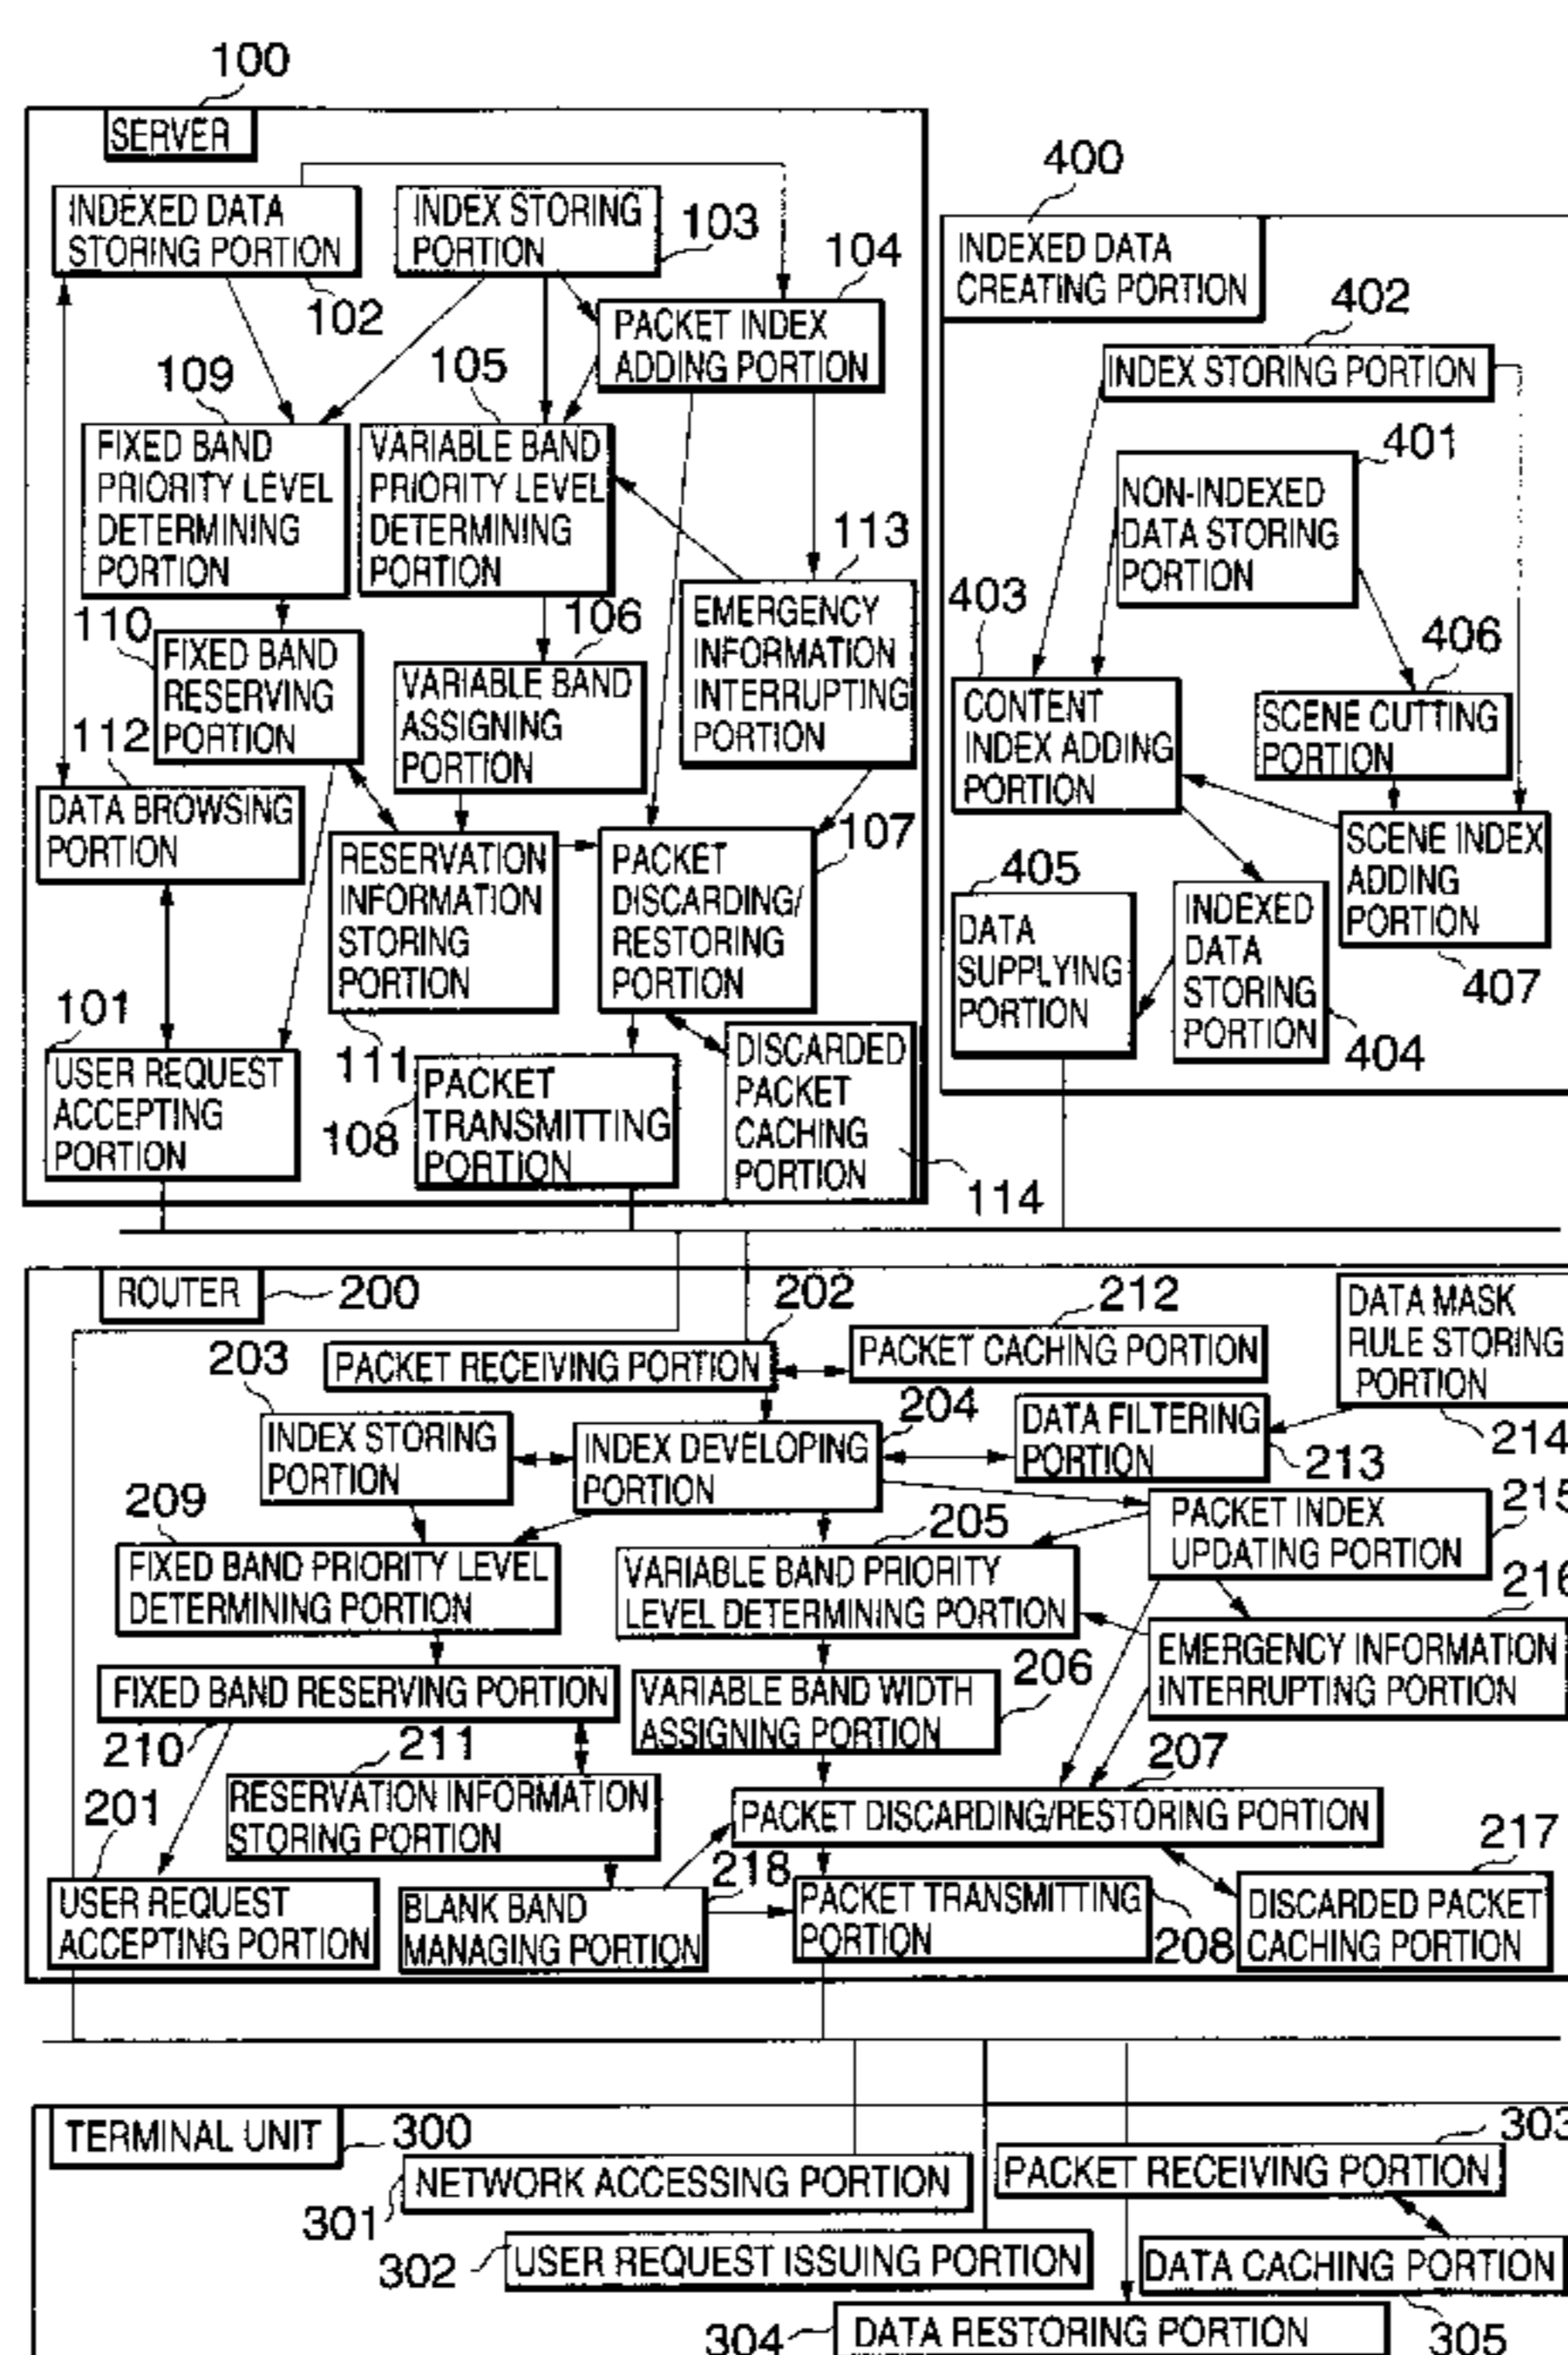 100
SERVER
INDEXED DATA
STORING PORTION
102
INDEX STORING
PORTION
103
104
PACKET INDEX
ADDING PORTION
109
FIXED BAND
PRIORITY LEVEL
DETERMINING
PORTION
105
VARIABLE BAND
PRIORITY LEVEL
DETERMINING
PORTION
113
EMERGENCY
INFORMATION
INTERRUPTING
PORTION
110
FIXED BAND
RESERVING
PORTION
106
VARIABLE BAND
ASSIGNING
PORTION
112
DATA BROWSING
PORTION
RESERVATION
INFORMATION
STORING
PORTION
111
107
PACKET
DISCARDING/
RESTORING
PORTION
101
USER REQUEST
ACCEPTING
PORTION
108
PACKET
TRANSMITTING
PORTION
DISCARDED
PACKET
CACHING
PORTION
114
400
INDEXED DATA
CREATING PORTION
402
INDEX STORING PORTION
401
NON-INDEXED
DATA STORING
PORTION
403
CONTENT
INDEX ADDING
PORTION
406
SCENE CUTTING
PORTION
SCENE INDEX
ADDING
PORTION
407
405
DATA
SUPPLYING
PORTION
INDEXED
DATA
STORING
PORTION
404
ROUTER
200
202
PACKET RECEIVING PORTION
212
PACKET CACHING PORTION
DATA MASK
RULE STORING
PORTION
214
203
INDEX STORING
PORTION
204
INDEX DEVELOPING
PORTION
DATA FILTERING
PORTION
213
215
PACKET INDEX
UPDATING PORTION
209
FIXED BAND PRIORITY LEVEL
DETERMINING PORTION
205
VARIABLE BAND PRIORITY
LEVEL DETERMINING PORTION
216
EMERGENCY INFORMATION
INTERRUPTING PORTION
FIXED BAND RESERVING PORTION
210
206
VARIABLE BAND WIDTH
ASSIGNING PORTION
211
RESERVATION INFORMATION
STORING PORTION
207
PACKET DISCARDING/RESTORING PORTION
201
USER REQUEST
ACCEPTING PORTION
218
BLANK BAND
MANAGING PORTION
PACKET TRANSMITTING
PORTION
208
217
DISCARDED PACKET
CACHING PORTION
TERMINAL UNIT
300
NETWORK ACCESSING PORTION
301
303
PACKET RECEIVING PORTION
302
USER REQUEST ISSUING PORTION
DATA CACHING PORTION
305
304
DATA RESTORING PORTION